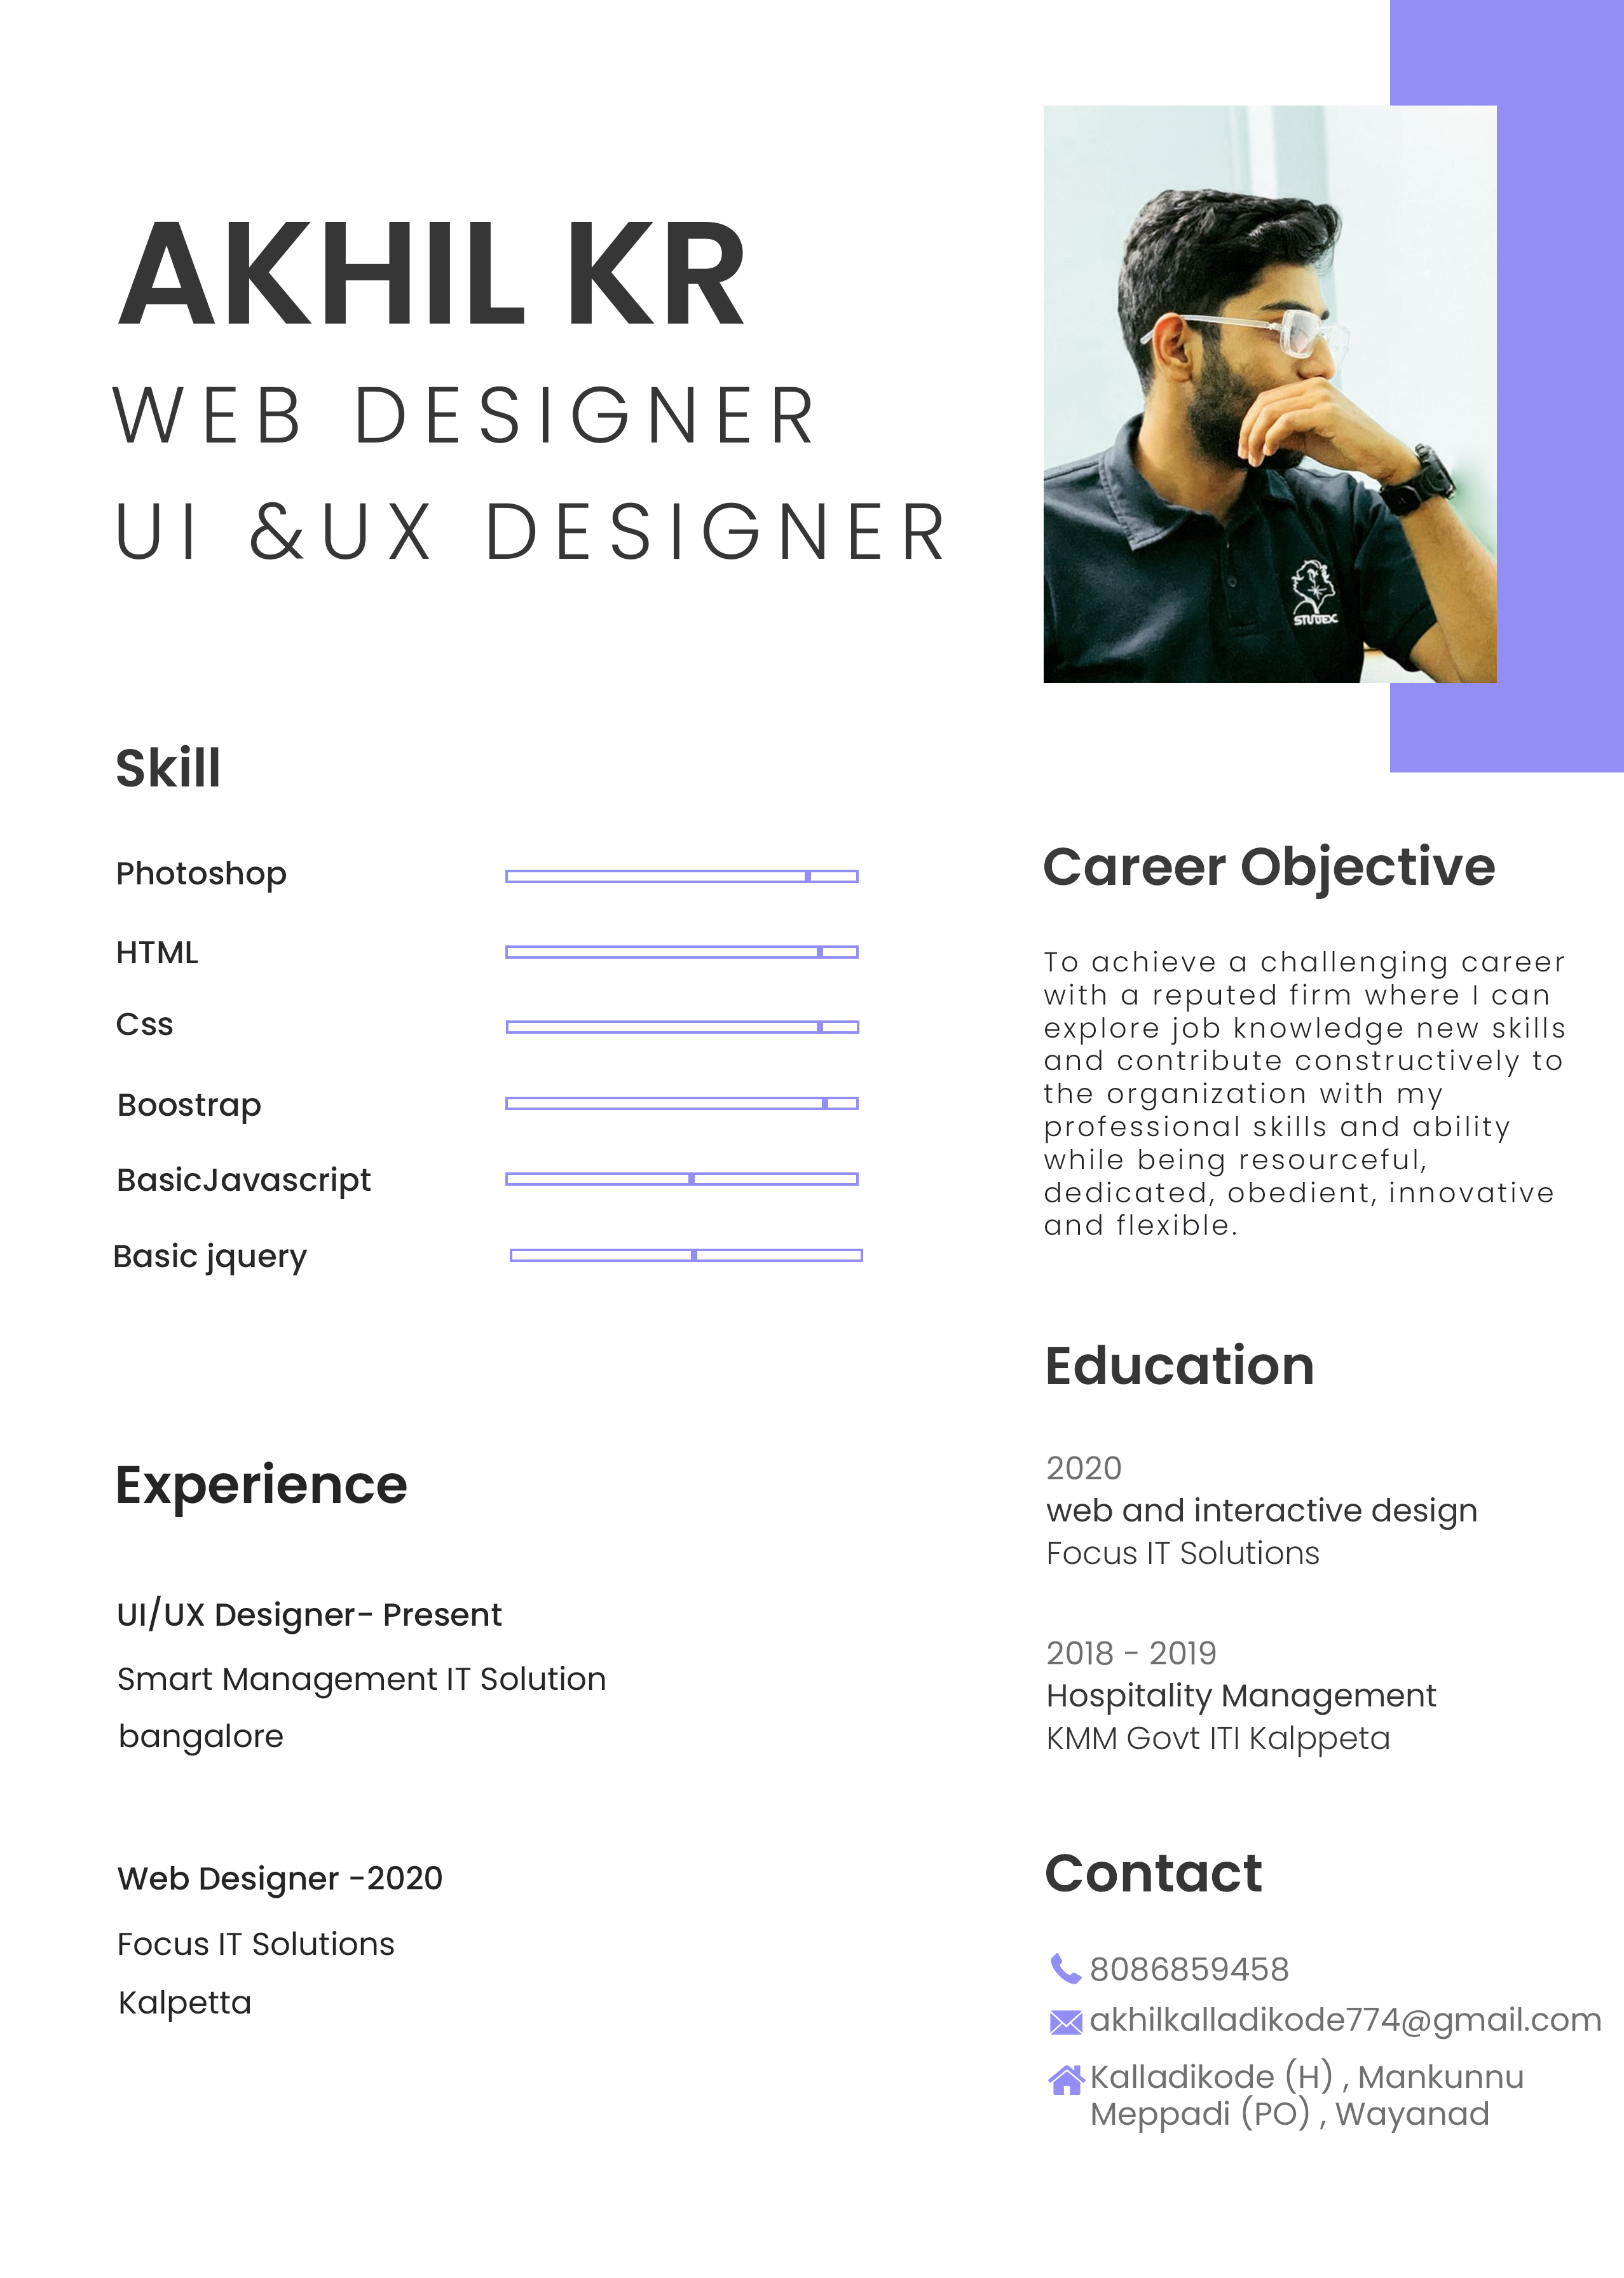 AKHIL KR
WEB DESIGNER
UI &UX DESIGNER
STUDEX
Skill
Photoshop
HTML
Css
Boostrap
BasicJavascript
Basic jquery
Experience
UI/UX Designer- Present
Smart Management IT Solution
bangalore
Web Designer -2020
Focus IT Solutions
Kalpetta
Career Objective
To achieve a challenging career
with a reputed firm where I can
explore job knowledge new skills
and contribute constructively to
the organization with my
professional skills and ability
while being resourceful,
dedicated, obedient, innovative
and flexible.
Education
2020
web and interactive design
Focus IT Solutions
2018 - 2019
Hospitality Management
KMM Govt ITI Kalppeta
Contact
8086859458
akhilkalladikode774@gmail.com
Kalladikode (H) , Mankunnu
Meppadi (PO) , Wayanad